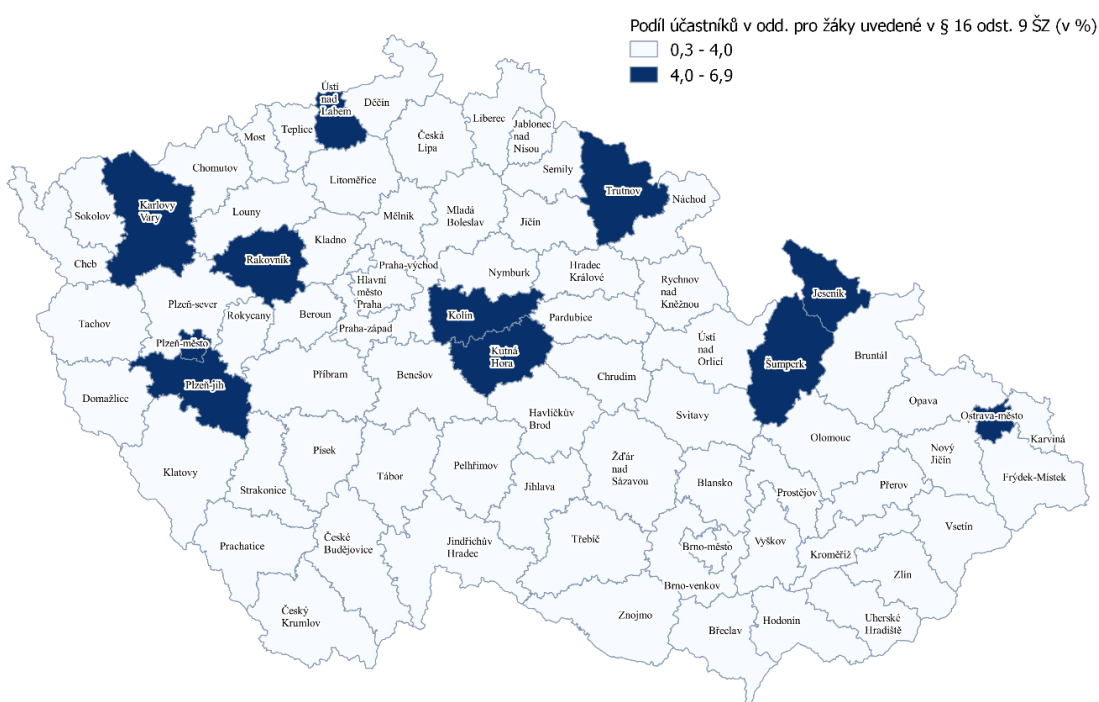 Podíl účastníků v odd. pro žáky uvedené v § 16 odst. 9 ŠZ (v %)
0,3 - 4,0
4,0 - 6,9
Ústí
nad
Labem
Děčín
Liberec
Jablonec
nad
Nisou
Teplice
Most
Česká
Lípa
Semily
Chomutov
Litoměřice
Trutnov
Náchod
Karlovy
Vary
Sokolov
Louny
Mělník
Mladá
Boleslav
Jičín
Kladno
Cheb
Rakovník
Praha-východ
Nymburk
Hradec
Králové
Rychnov
nad
Kněžnou
Hlavní
město
Praha
Jeseník
Plzeň-sever
Rokycany
Beroun
Kolín
Pardubice
Tachov
Praha-západ
Plzeň-město
Kutná
Hora
Ústí
nad
Orlicí
Bruntál
Šumperk
Plzeň-jih
Příbram
Benešov
Chrudim
Domažlice
Opava
Havlíčkův
Brod
Svitavy
Ostrava-město
Karviná
Olomouc
Nový
Jičín
Písek
Klatovy
Tábor
Pelhřimov
Žďár
nad
Sázavou
Frýdek-Místek
Strakonice
Jihlava
Blansko
Prostějov
Přerov
Vsetín
Prachatice
České
Budějovice
Jindřichův
Hradec
Třebíč
Brno-město
Vyškov
Kroměříž
Zlín
Brno-venkov
Český
Krumlov
Znojmo
Břeclav
Hodonín
Uherské
Hradiště